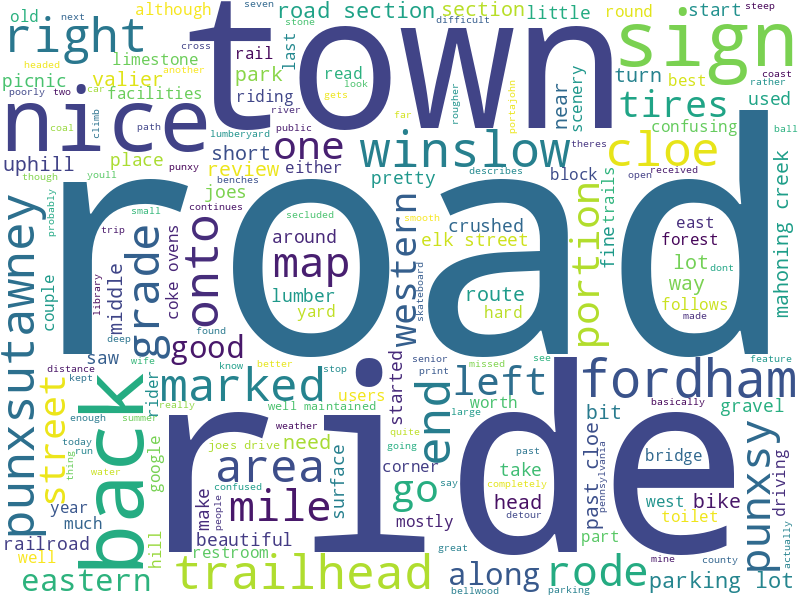 old
although
seven
road section
section
little
round
start
difficult
steep
next
stone
right
town
sign
cross
headed
another
limestone
rail
last
read
look
turn
best
rather
coast
picnic
valier
park
gets
rougher
portajohn
near
scenery
poorly
two
car
facilities
riding
far
tires
used
nice
coal
climb
path
river
lumberyard
public
one
winslow
theres
confusing
ball
uphill
place
short
either
cloe
though
youll
punxy
review
describes
block
open
received
joes
benches
pretty
trails
probably
small
continues
secluded
smooth
portion
fine
road
trip
onto
around
western
crushed
east
mahoning creek
punxsutawney
couple
grade
coke ovens
map
elk street
forest
middle
library
lumber
skateboard
route
lot
dont
yard
hard
way
follows
deep
found
good
made
saw
wife
know
better
started
senior
missed
see
feature
distance
kept
rider
marked
stop
print
left
fordham
basically
street
back
really
users
end
worth
large
enough
summer
well maintained
bit
gravel
weather
quite
going
corner
today
run
google
joes drive
need
ride
past
say
past cloe
bridge
punxsy
driving
thing
water
confused
area
surface
go
take
completely
pennsylvania
year
make
people
mile
head
west
bike
much
mostly
detour
toilet
railroad
hill
beautiful
part
actually
well
restroom
great
mine
county
eastern
trailhead
along
rode
parking lot
bellwood
parking